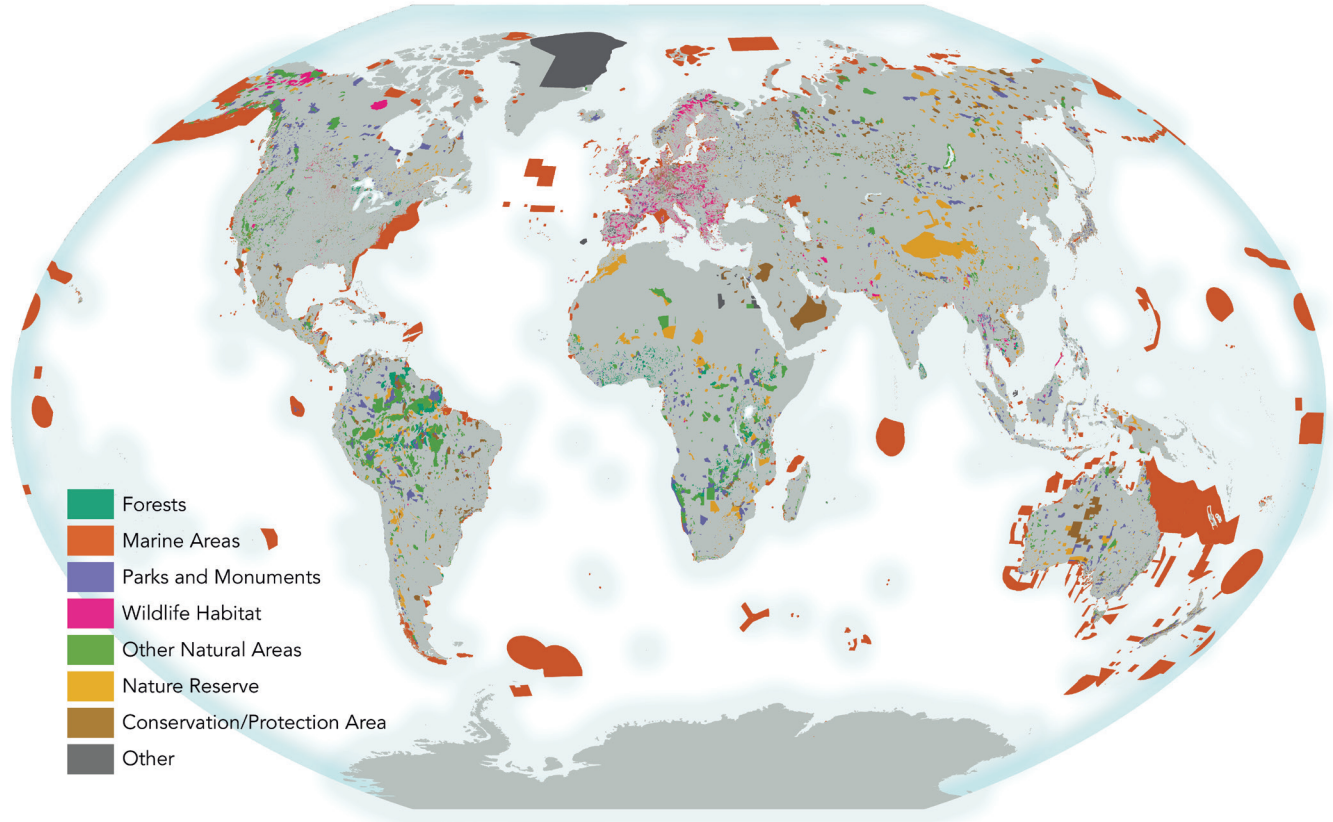 Forests
Marine Areas
Parks and Monuments
Wildlife Habitat
Other Natural Areas
Nature Reserve
Conservation/Protection Area
Other